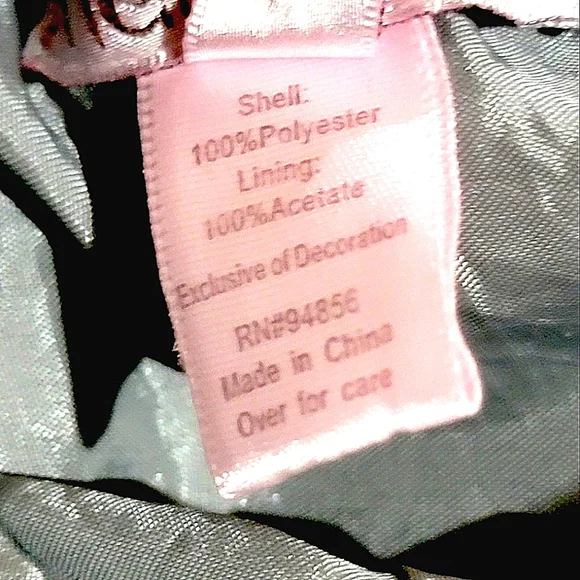 Shell:
100%Polyester
Lining:
100%Acetate
Exclusive of Decoration
RN#94856
Made in China
Over for care